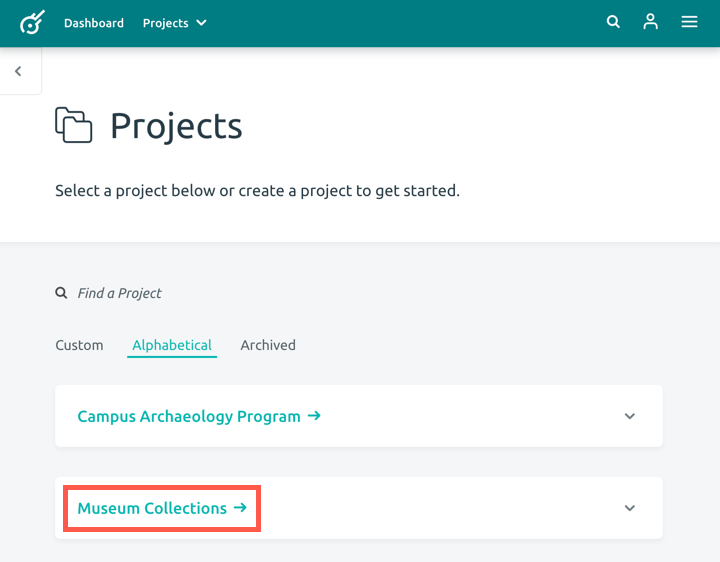 Dashboard Projects
Projects
Select a project below or create a project to get started.
Find a Project
Custom Alphabetical Archived
Campus Archaeology Program →
Museum Collections →